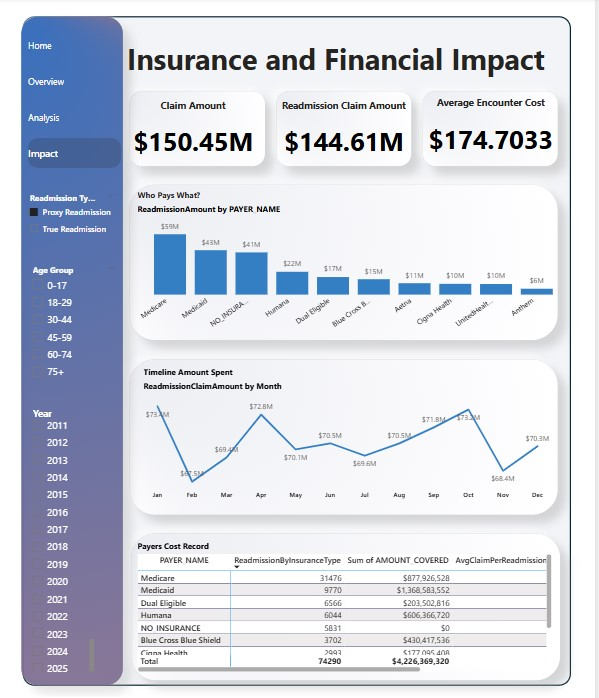 Home
Overview
Analysis
Impact
Readmission Ty...
Proxy Readmission
True Readmission
Age Group
0-17
18-29
30-44
45-59
60-74
75+
Year
2011
2012
2013
2014
2015
2016
2017
2018
2019
2020
2021
2022
2023
2024
2025
Insurance and Financial Impact
Claim Amount
$150.45M
Readmission Claim Amount
$144.61M
Average Encounter Cost
$174.7033
Who Pays What?
ReadmissionAmount by PAYER_NAME
$59M $43M $41M $22M $17M $15M $11M $10M $10M $6M
Medicare Medicaid NO_INSURA... Humana Dual Eligible Blue Cross B... Aetna Cigna Health UnitedHealt... Anthem
Timeline Amount Spent
ReadmissionClaimAmount by Month
$73.4M $67.5M $69.4M $72.8M $70.1M $70.5M $69.6M $70.5M $71.8M $73.2M $68.4M $70.3M
Jan Feb Mar Apr May Jun Jul Aug Sep Oct Nov Dec
Payers Cost Record
PAYER_NAME ReadmissionByInsuranceType Sum of AMOUNT_COVERED AvgClaimPerReadmission
Medicare 31476 $877,926,528
Medicaid 9770 $1,368,583,552
Dual Eligible 6566 $203,502,816
Humana 6044 $606,366,720
NO_INSURANCE 5831 $0
Blue Cross Blue Shield 3702 $430,417,536
Cigna Health 2993 $177,095,408
Total 74290 $4,226,369,320